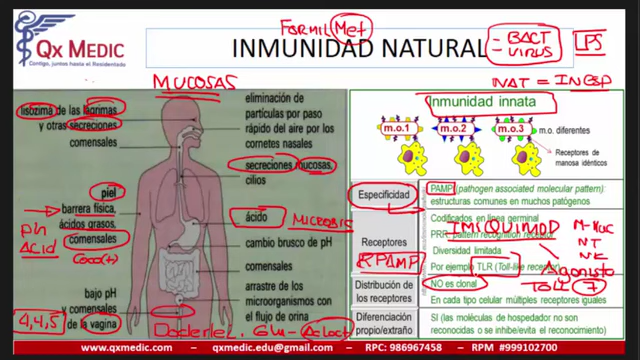 Qx MEDIC
Contigo, juntos hasta la Residentado
INMUNIDAD NATURAL
FORMIL Met
- BACT
- VIRUS
LPS
MUCOSAS
INAT = INESP
lisozima de las lágrimas
y otras secreciones
comensales
piel
barrera física,
ácidos grasos,
comensales
COCO(+)
PH
ACID
bajo pH
y comensales
de la vagina
4,4,5
eliminación de
partículas por paso
rápido del aire por los
cornetes nasales
secreciones mucosas,
cilios
ácido
cambio brusco de pH
comensales
arrastre de los
microorganismos con
el flujo de orina
Inmunidad innata
m.o.1
m.o.2
m.o.3
m.o. diferentes
Receptores de
manosa idénticos
Especificidad
PAMP (pathogen associated molecular pattern):
estructuras comunes en muchos patógenos
Receptores
RPAMP
Codificados en línea germinal
PRR: pattern recognition receptor
Diversidad limitada
Por ejemplo TLR (Toll-like receptor)
IMIQUIMOD
NK
Agonista
TOLL 7
Distribución de
los receptores
NO es clonal
En cada tipo celular múltiples receptores iguales
Diferenciación
propio/extraño
SI (las moléculas de hospedador no son
reconocidas o se inhibe/evita el reconocimiento)
www.qxmedic.com - qxmedic.edu@gmail.com - RPC: 986967458 - RPM #999102700